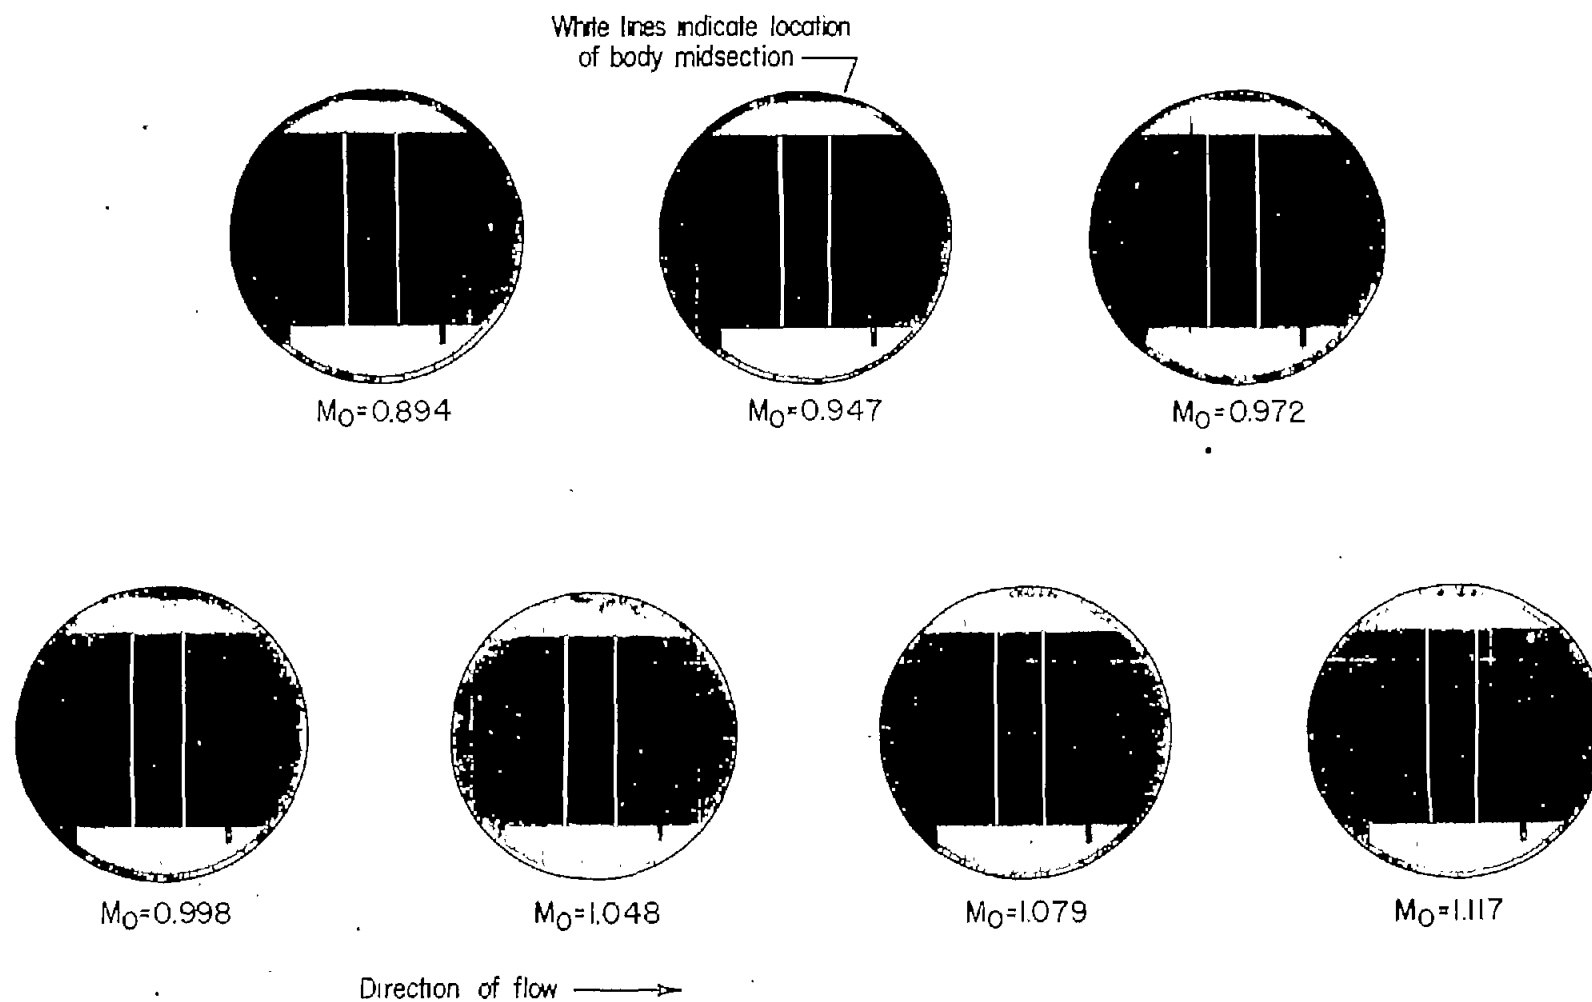 White lines indicate location
of body midsection
M₀=0.894
M₀=0.947
M₀=0.972
M₀=0.998
M₀=1.048
M₀=1.079
M₀=1.117
Direction of flow